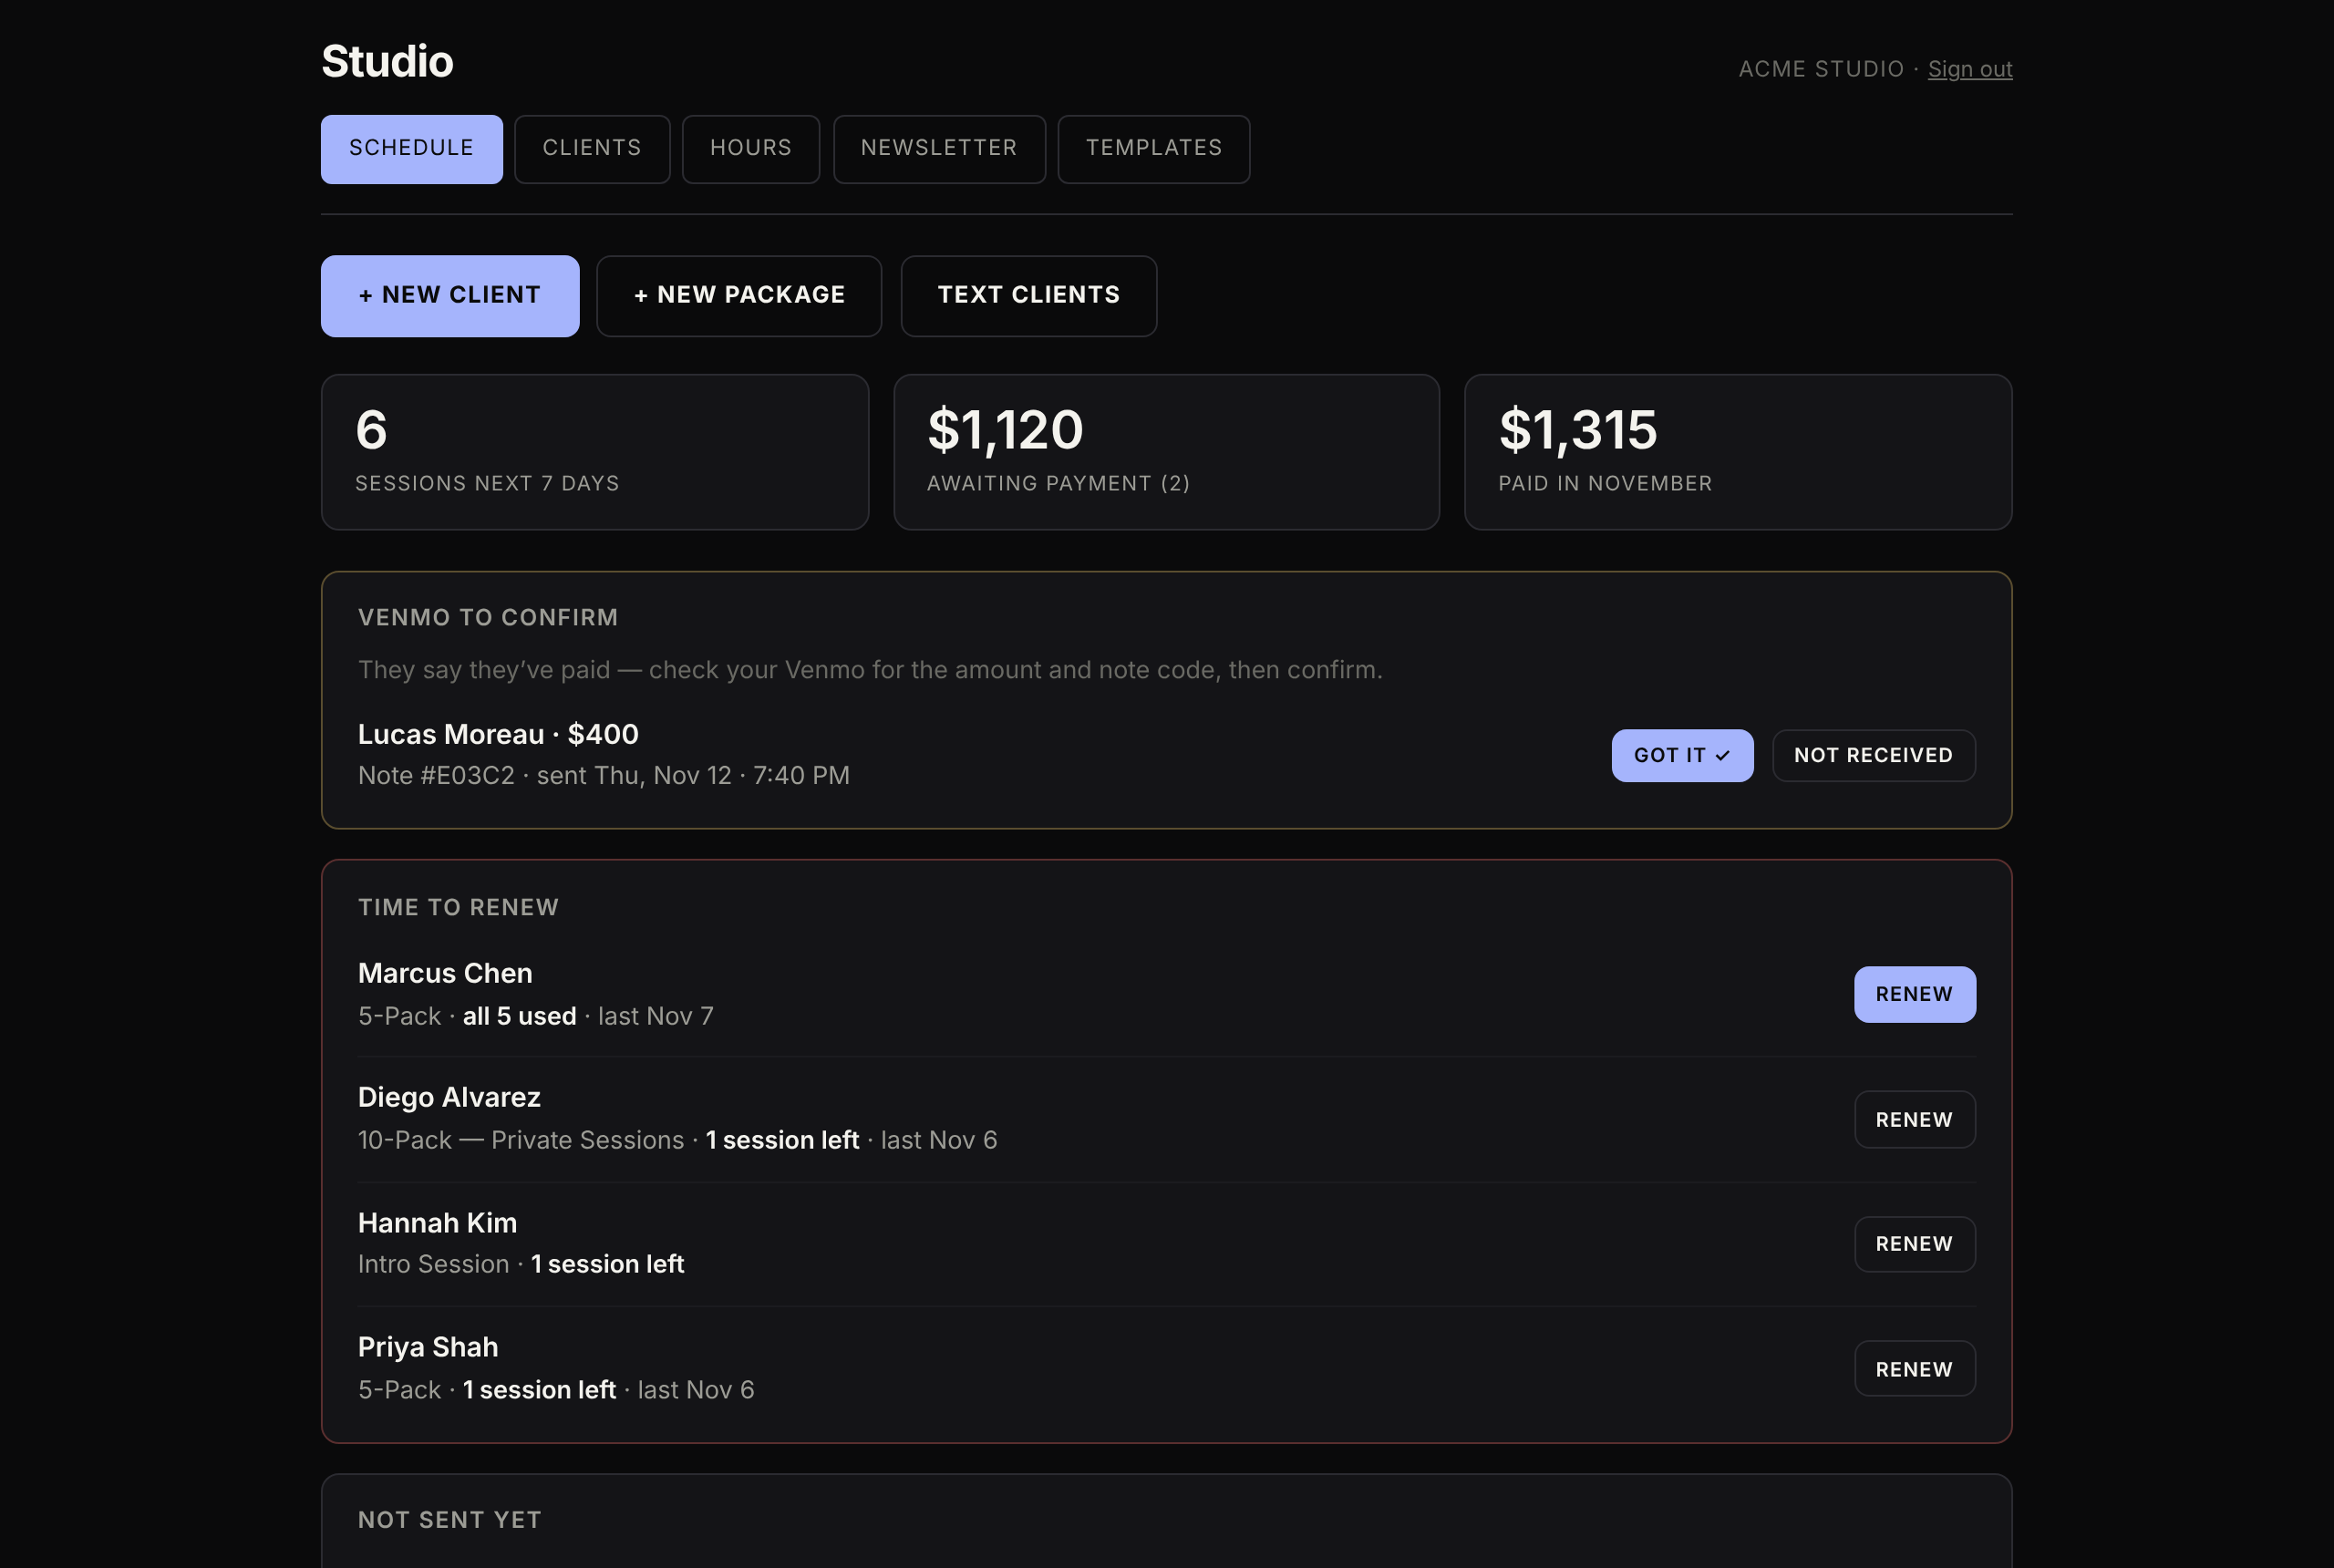 Studio
ACME STUDIO · Sign out
SCHEDULE CLIENTS HOURS NEWSLETTER TEMPLATES
+ NEW CLIENT + NEW PACKAGE TEXT CLIENTS
6 $1,120 $1,315
SESSIONS NEXT 7 DAYS AWAITING PAYMENT (2) PAID IN NOVEMBER
VENMO TO CONFIRM
They say they’ve paid — check your Venmo for the amount and note code, then confirm.
Lucas Moreau · $400
Note #E03C2 · sent Thu, Nov 12 · 7:40 PM
GOT IT ✓ NOT RECEIVED
TIME TO RENEW
Marcus Chen
5-Pack · all 5 used · last Nov 7
RENEW
Diego Alvarez
10-Pack — Private Sessions · 1 session left · last Nov 6
RENEW
Hannah Kim
Intro Session · 1 session left
RENEW
Priya Shah
5-Pack · 1 session left · last Nov 6
RENEW
NOT SENT YET